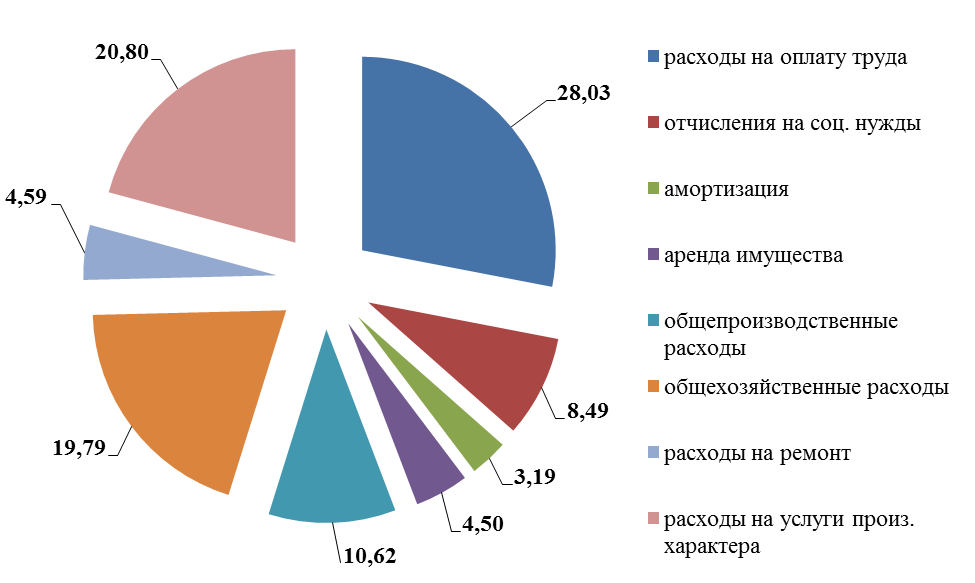 20,80
28,03
4,59
19,79
10,62
4,50
3,19
8,49
расходы на оплату труда
отчисления на соц. нужды
амортизация
аренда имущества
общепроизводственные
расходы
общехозяйственные расходы
расходы на ремонт
расходы на услуги произ.
характера